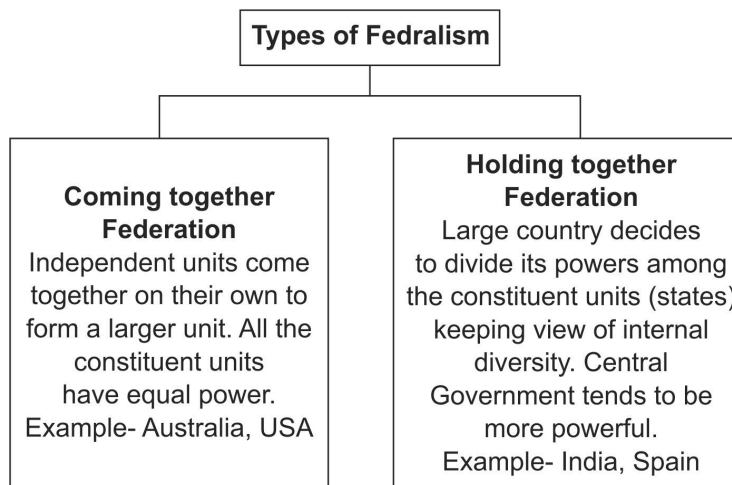 Types of Fedralism
Coming together
Federation
Independent units come
together on their own to
form a larger unit. All the
constituent units
have equal power.
Example- Australia, USA
Holding together
Federation
Large country decides
to divide its powers among
the constituent units (states)
keeping view of internal
diversity. Central
Government tends to be
more powerful.
Example- India, Spain